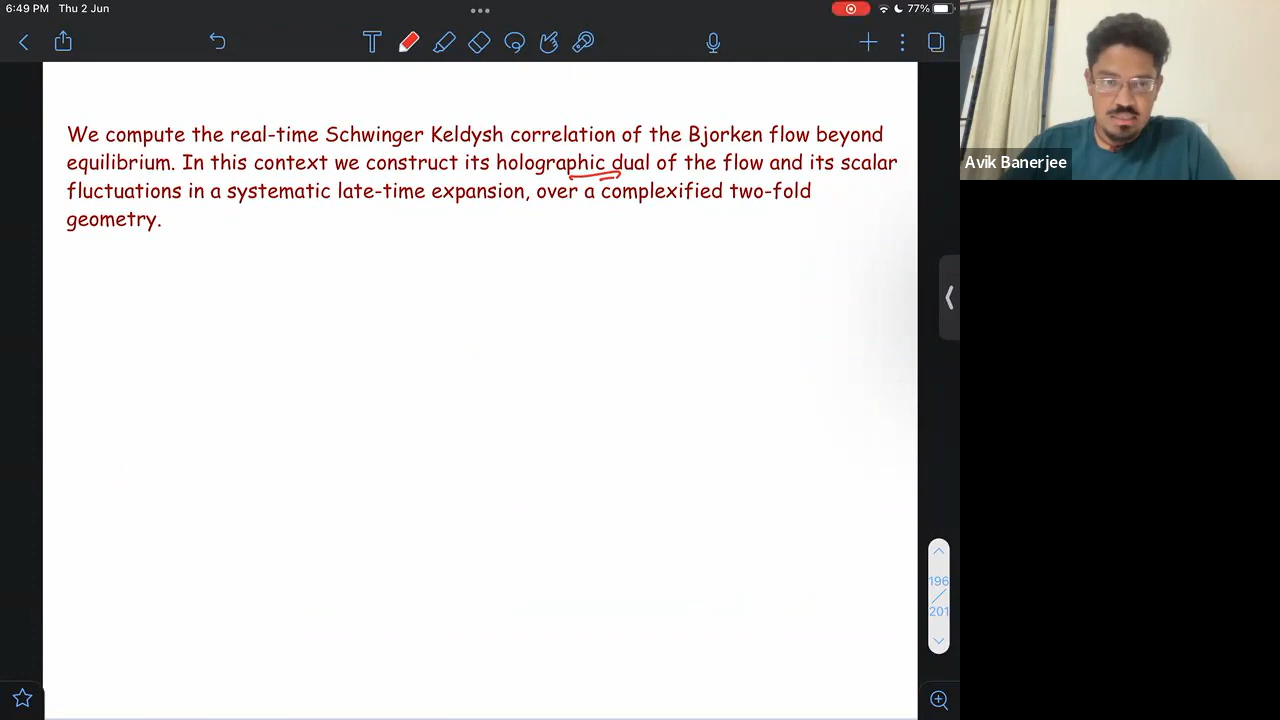 6:49 PM Thu 2 Jun
77%
T
We compute the real-time Schwinger Keldysh correlation of the Bjorken flow beyond
equilibrium. In this context we construct its holographic dual of the flow and its scalar
fluctuations in a systematic late-time expansion, over a complexified two-fold
geometry.
Avik Banerjee
196
201